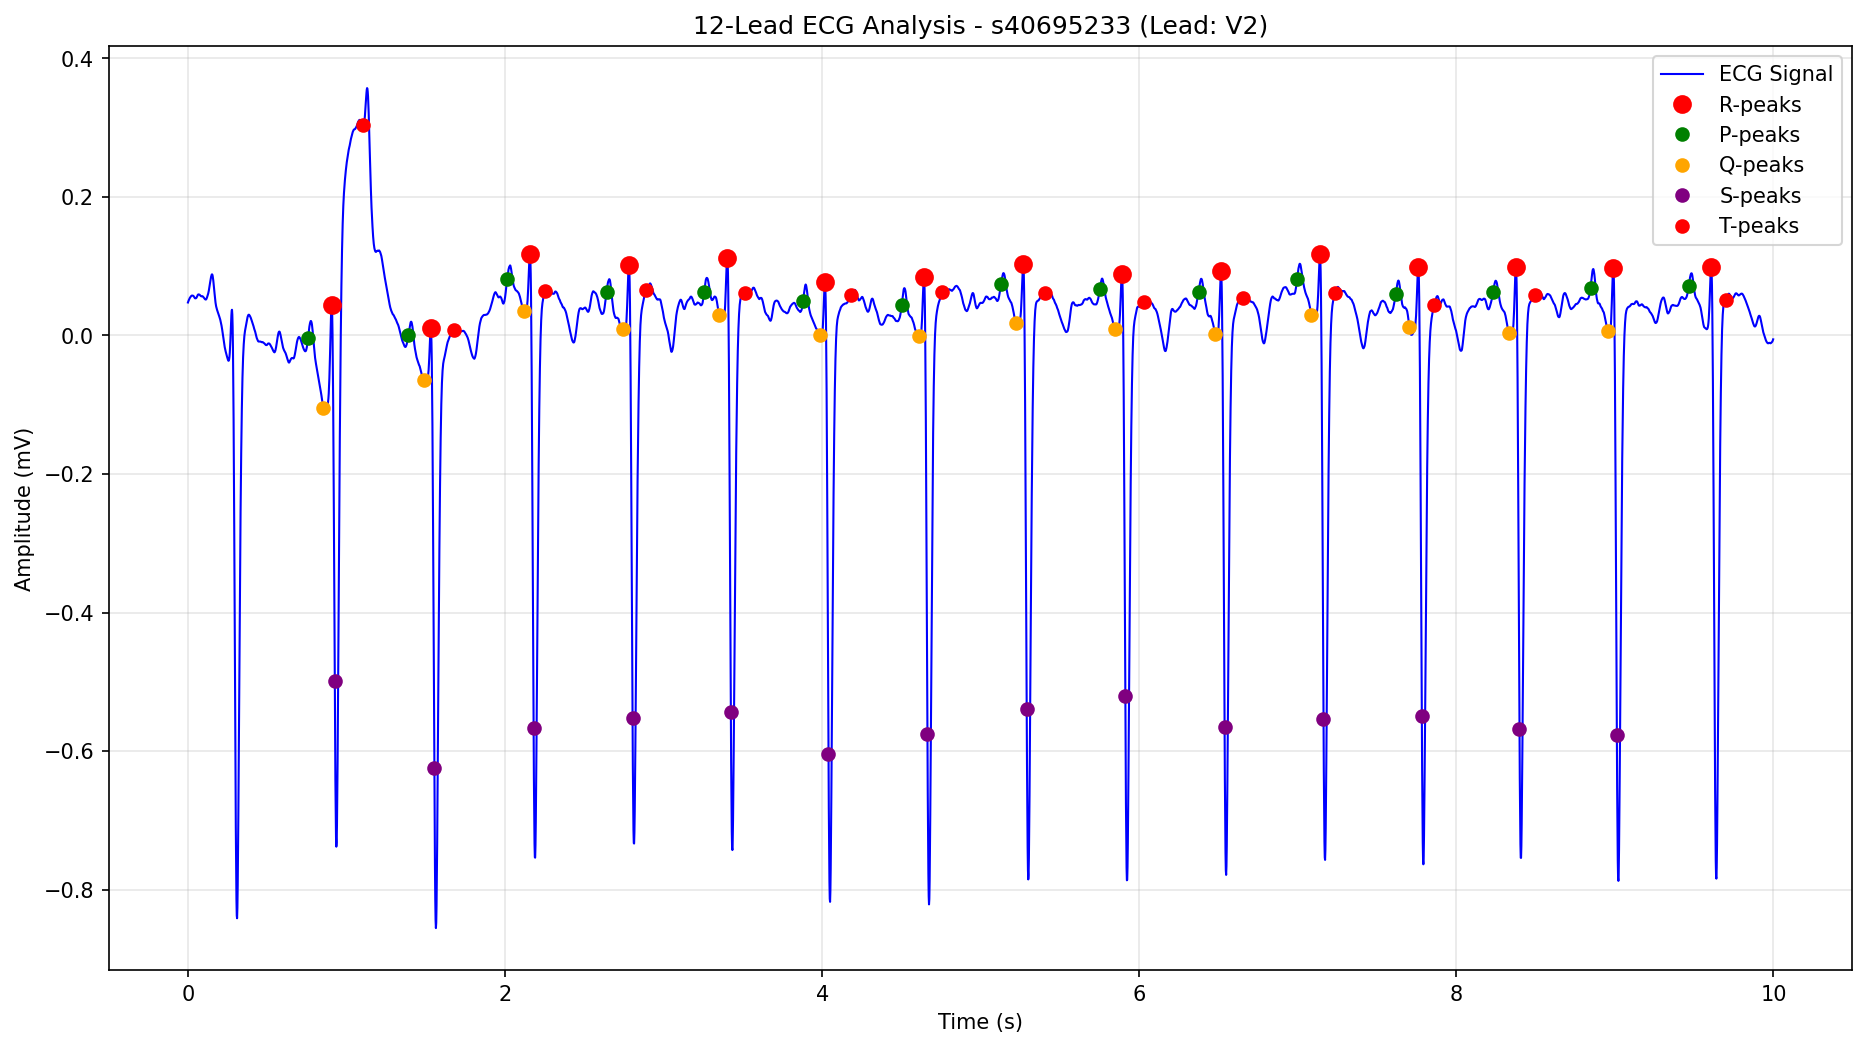 12-Lead ECG Analysis - s40695233 (Lead: V2)
ECG Signal
R-peaks
P-peaks
Q-peaks
S-peaks
T-peaks
Amplitude (mV)
0.4
0.2
0.0
−0.2
−0.4
−0.6
−0.8
0 2 4 6 8 10
Time (s)